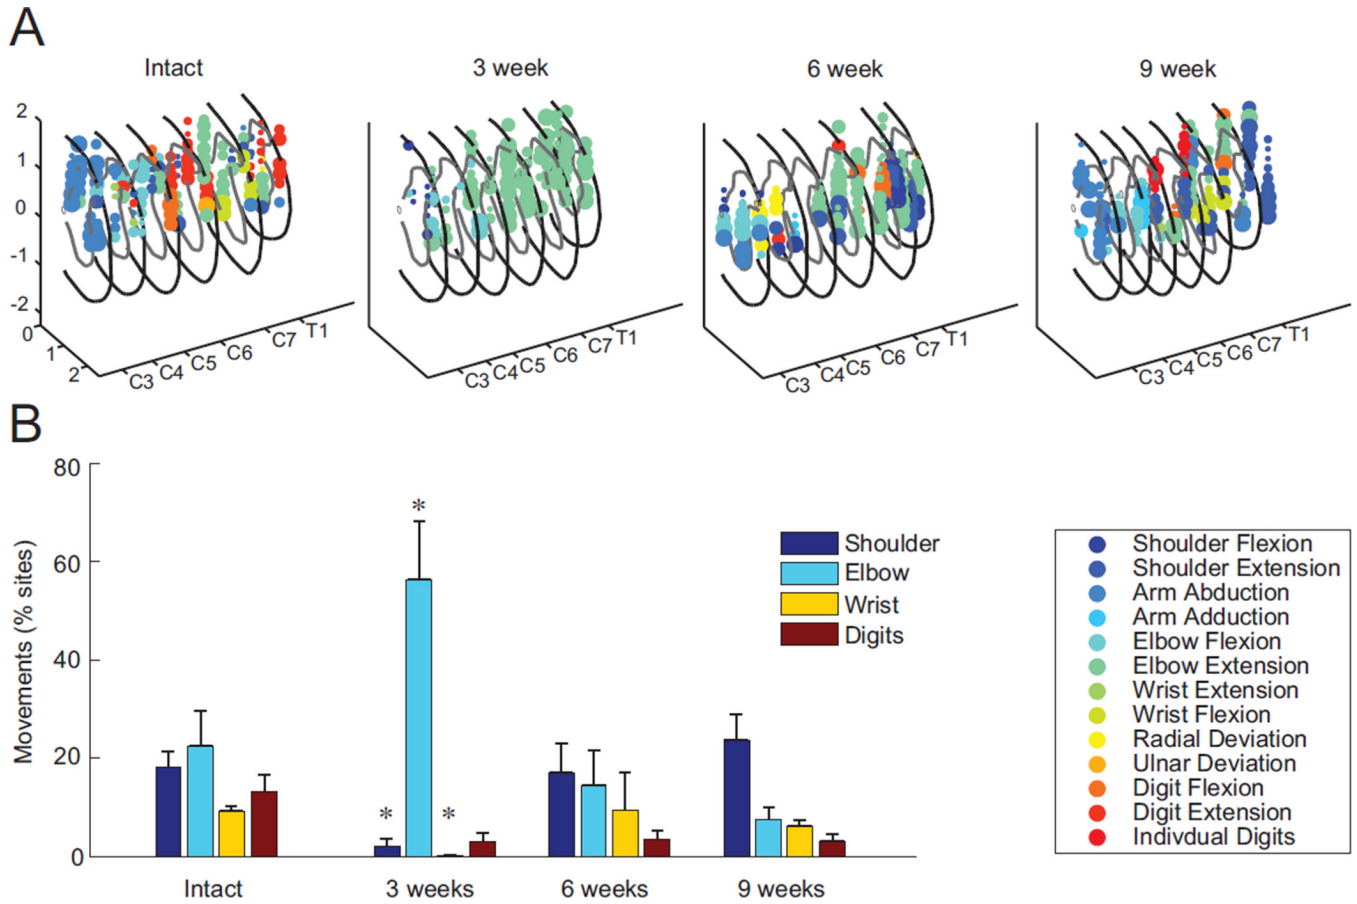 A
Intact
3 week
6 week
9 week
2
1
0
-1
-2
0
1
2
C3 C4 C5 C6 C7 T1
C3 C4 C5 C6 C7 T1
C3 C4 C5 C6 C7 T1
C3 C4 C5 C6 C7 T1
B
Movements (% sites)
80
60
40
20
0
*
*
*
Intact
3 weeks
6 weeks
9 weeks
Shoulder
Elbow
Wrist
Digits
Shoulder Flexion
Shoulder Extension
Arm Abduction
Arm Adduction
Elbow Flexion
Elbow Extension
Wrist Extension
Wrist Flexion
Radial Deviation
Ulnar Deviation
Digit Flexion
Digit Extension
Indivdual Digits